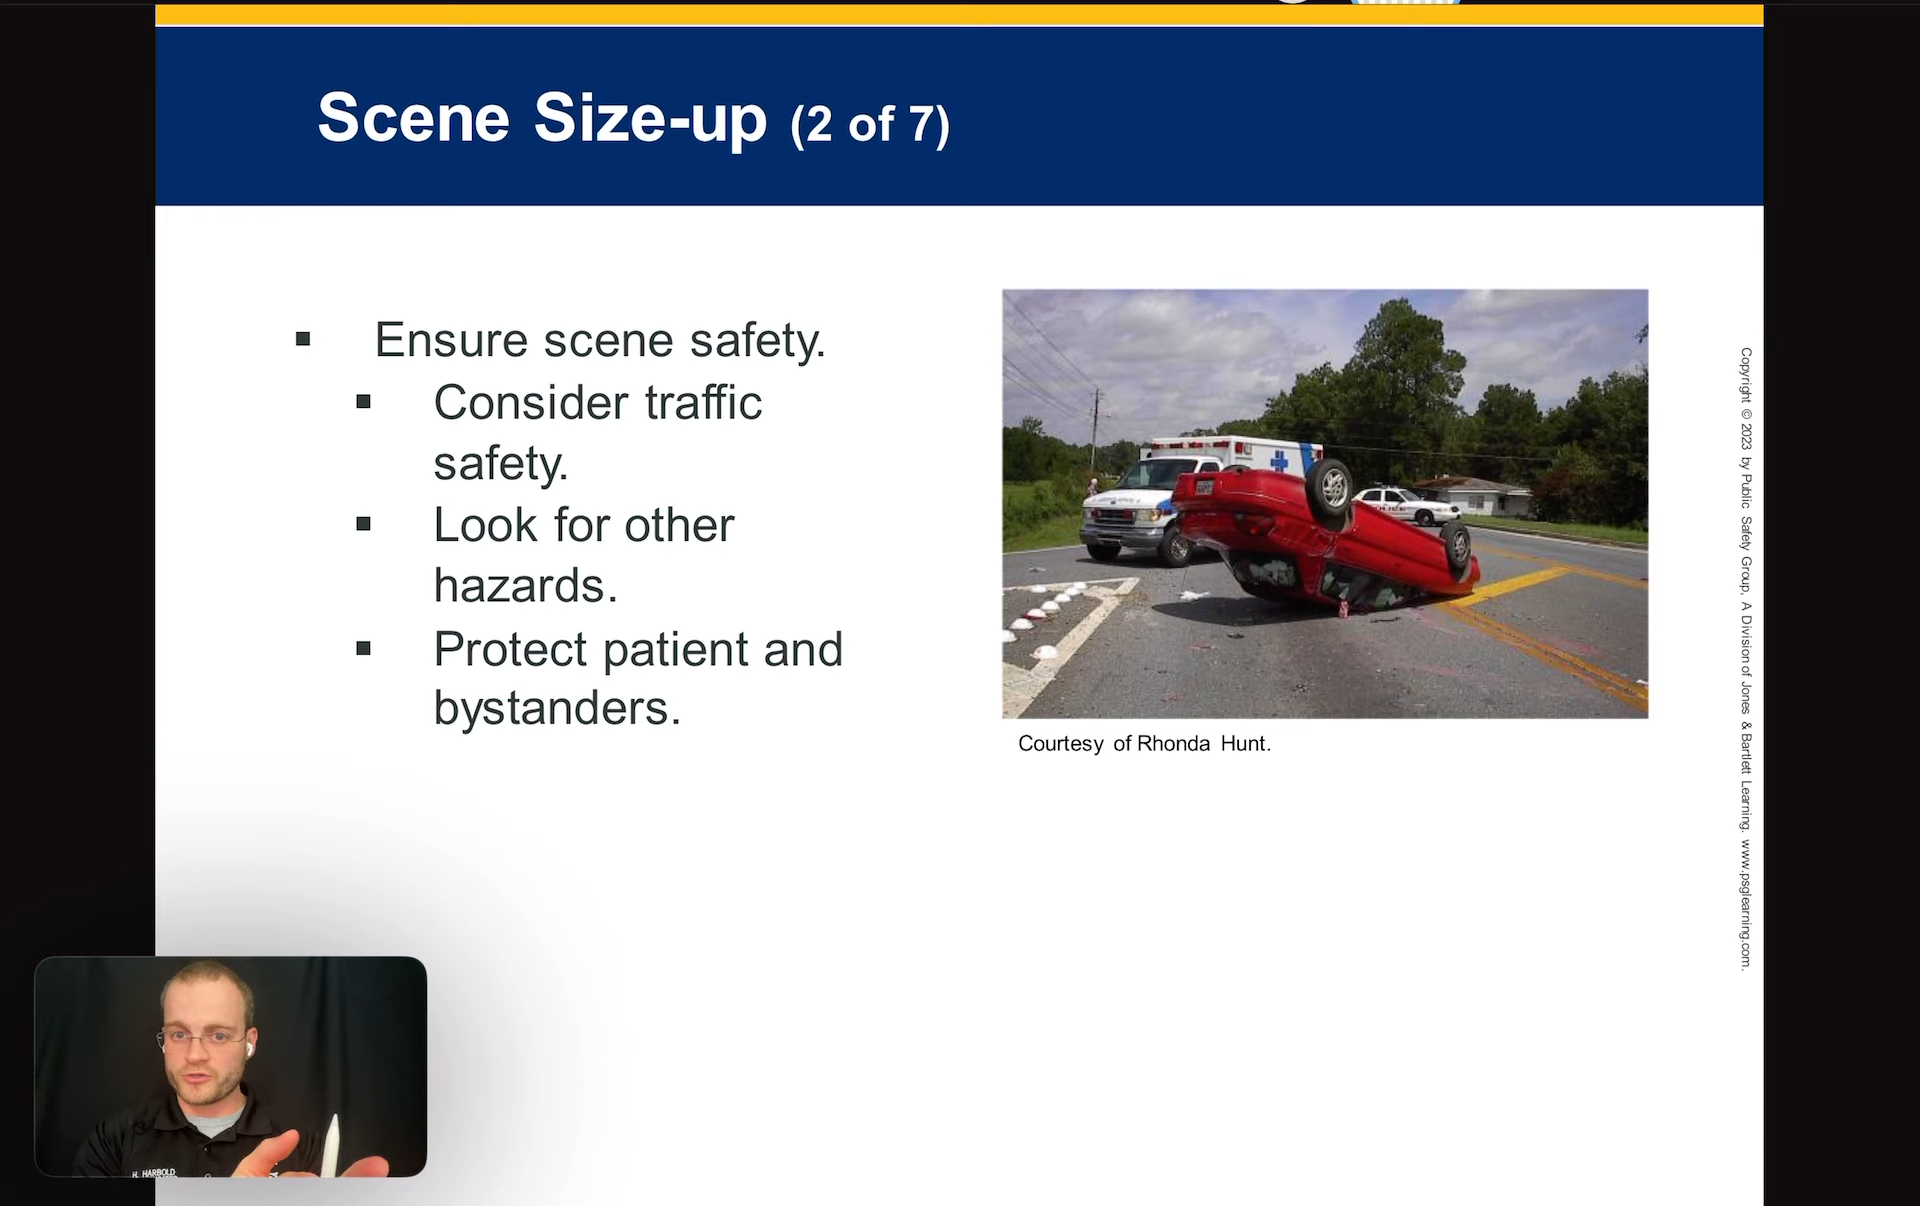 Scene Size-up (2 of 7)
Ensure scene safety.
Consider traffic
safety.
Look for other
hazards.
Protect patient and
bystanders.
Courtesy of Rhonda Hunt.
Copyright © 2023 by Public Safety Group, A Division of Jones & Bartlett Learning. www.psglearning.com.
H. HARBOLD